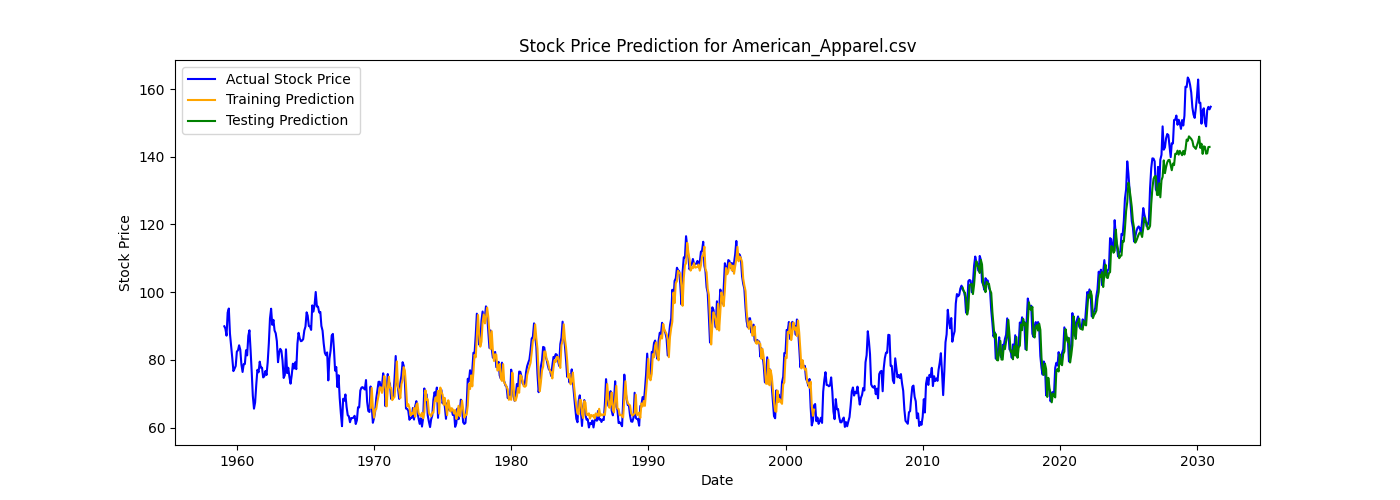 Stock Price Prediction for American_Apparel.csv
Actual Stock Price
Training Prediction
Testing Prediction
Stock Price
160
140
120
100
80
60
1960 1970 1980 1990 2000 2010 2020 2030
Date